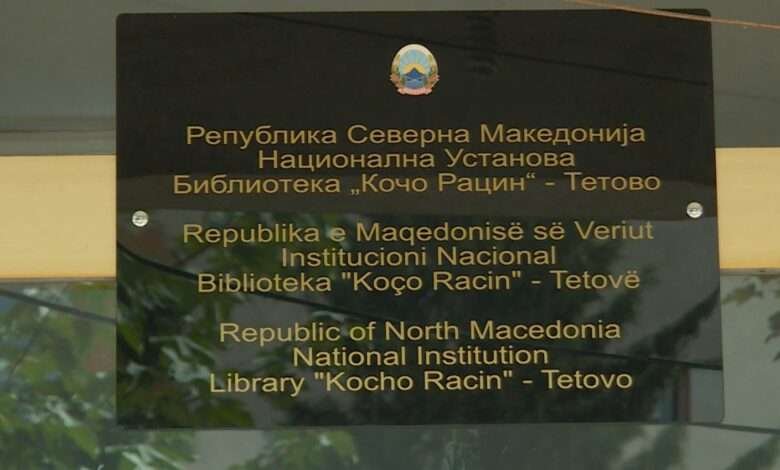 Република Северна Македонија
Национална Установа
Библиотека „Кочо Рацин“ - Тетово
Republika e Maqedonisë së Veriut
Institucioni Nacional
Biblioteka "Koço Racin" - Tetovë
Republic of North Macedonia
National Institution
Library "Kocho Racin" - Tetovo